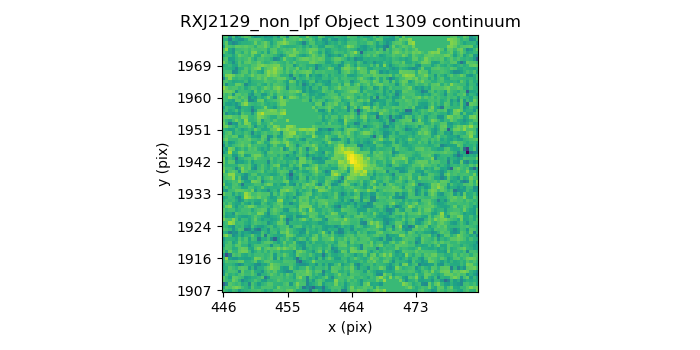 RXJ2129_non_lpf Object 1309 continuum
1969
1960
1951
1942
1933
1924
1916
1907
y (pix)
446 455 464 473
x (pix)